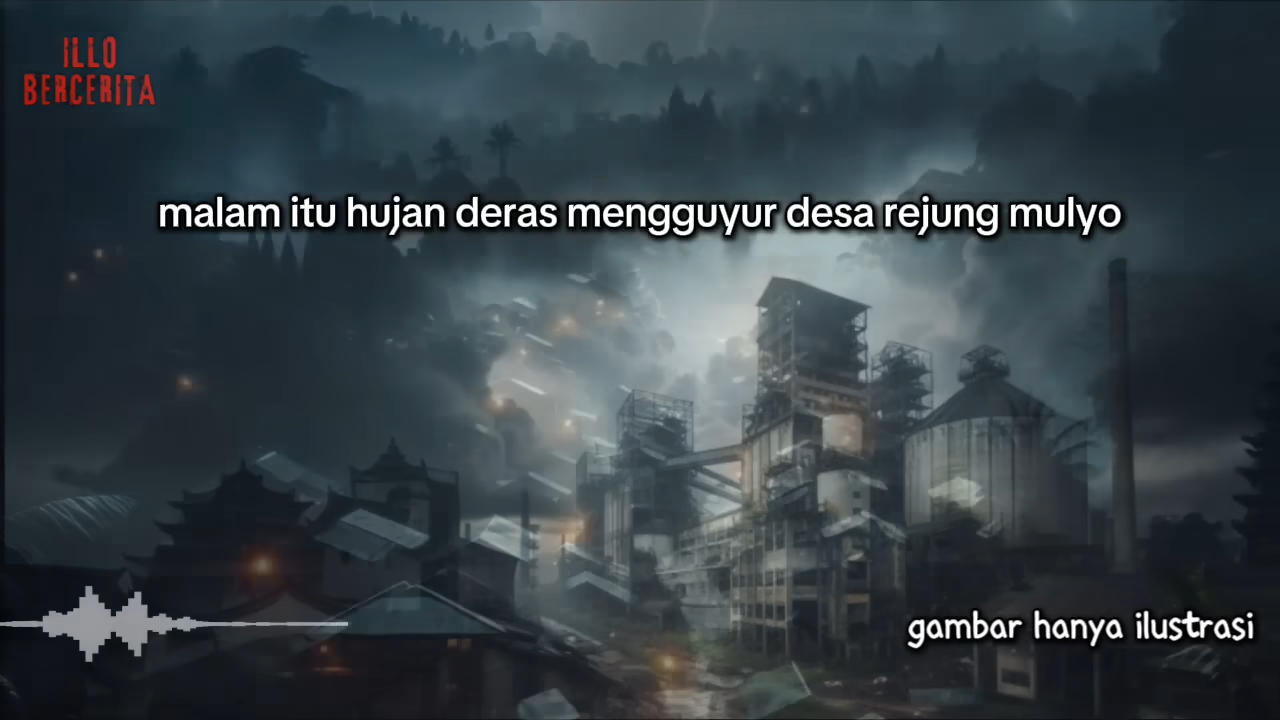 ILLO
BERCERITA
malam itu hujan deras mengguyur desa rejung mulyo
gambar hanya ilustrasi